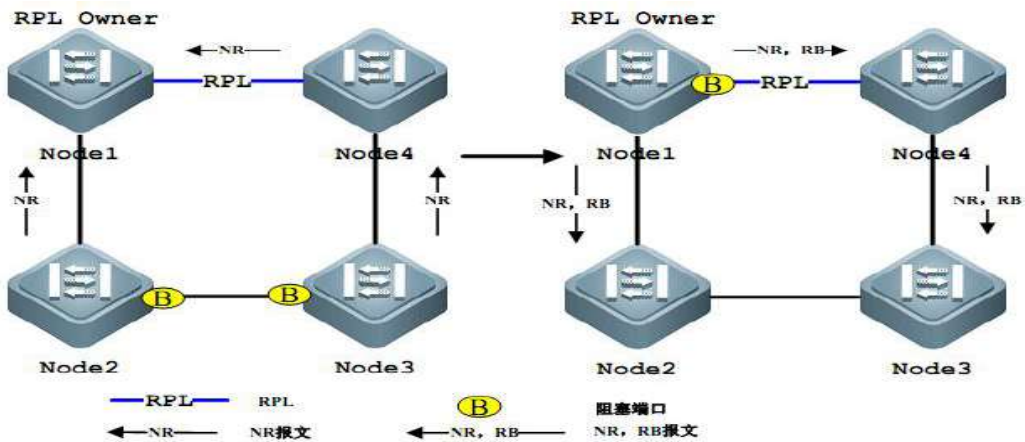 RPL Owner
NR
RPL
Node1
Node4
NR
NR
B
B
Node2
Node3
RPL Owner
NR, RB
B
RPL
Node1
Node4
NR, RB
NR, RB
Node2
Node3
RPL
RPL
B
阻塞端口
NR
NR报文
NR, RB
NR, RB报文